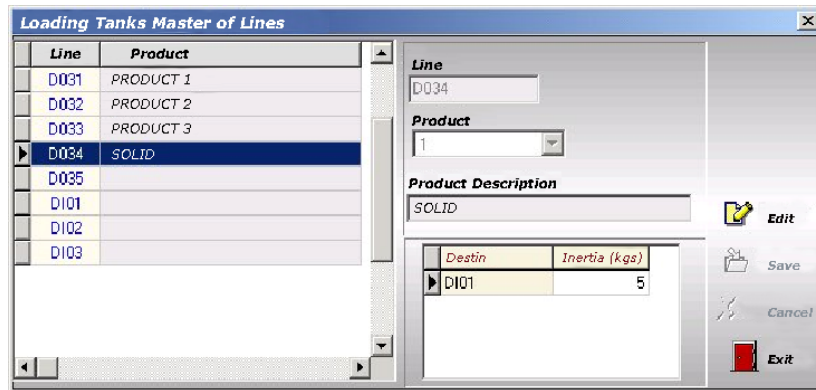 Loading Tanks Master of Lines
Line Product
D031 PRODUCT 1
D032 PRODUCT 2
D033 PRODUCT 3
D034 SOLID
D035
DI01
DI02
DI03
Line
D034
Product
1
Product Description
SOLID
Destin Inertia (kgs)
DI01 5
Edit
Save
Cancel
Exit